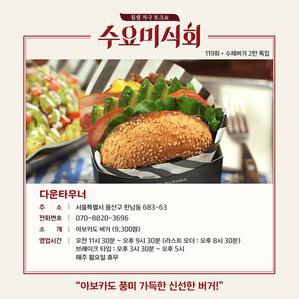 침샘 자극 토크쇼
수요미식회
119회 • 수제버거 2탄 특집
다운타우너
주 소 | 서울특별시 용산구 한남동 683-63
전화번호 | 070-8820-3696
소 개 | 아보카도 버거 (9,300원)
영업시간 | 오전 11시 30분 ~ 오후 9시 30분 (라스트 오더 : 오후 8시 30분)
브레이크 타임 : 오후 3시 30분 ~ 오후 5시
매주 월요일 휴무
“아보카도 풍미 가득한 신선한 버거!”